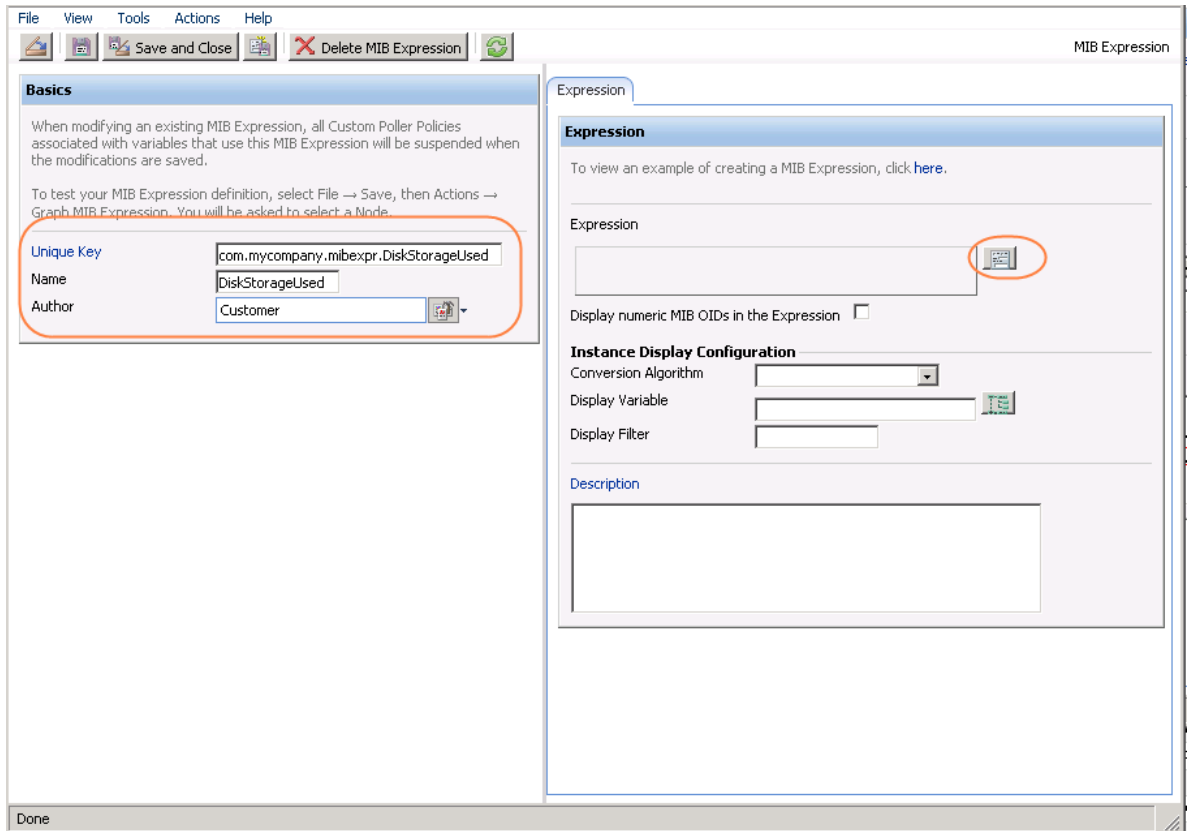 File View Tools Actions Help
Save and Close Delete MIB Expression MIB Expression
Basics
When modifying an existing MIB Expression, all Custom Poller Policies
associated with variables that use this MIB Expression will be suspended when
the modifications are saved.
To test your MIB Expression definition, select File → Save, then Actions →
Graph MIB Expression. You will be asked to select a Node.
Unique Key com.mycompany.mibexpr.DiskStorageUsed
Name DiskStorageUsed
Author Customer
Expression
Expression
To view an example of creating a MIB Expression, click here.
Expression
Display numeric MIB OIDs in the Expression
Instance Display Configuration
Conversion Algorithm
Display Variable
Display Filter
Description
Done